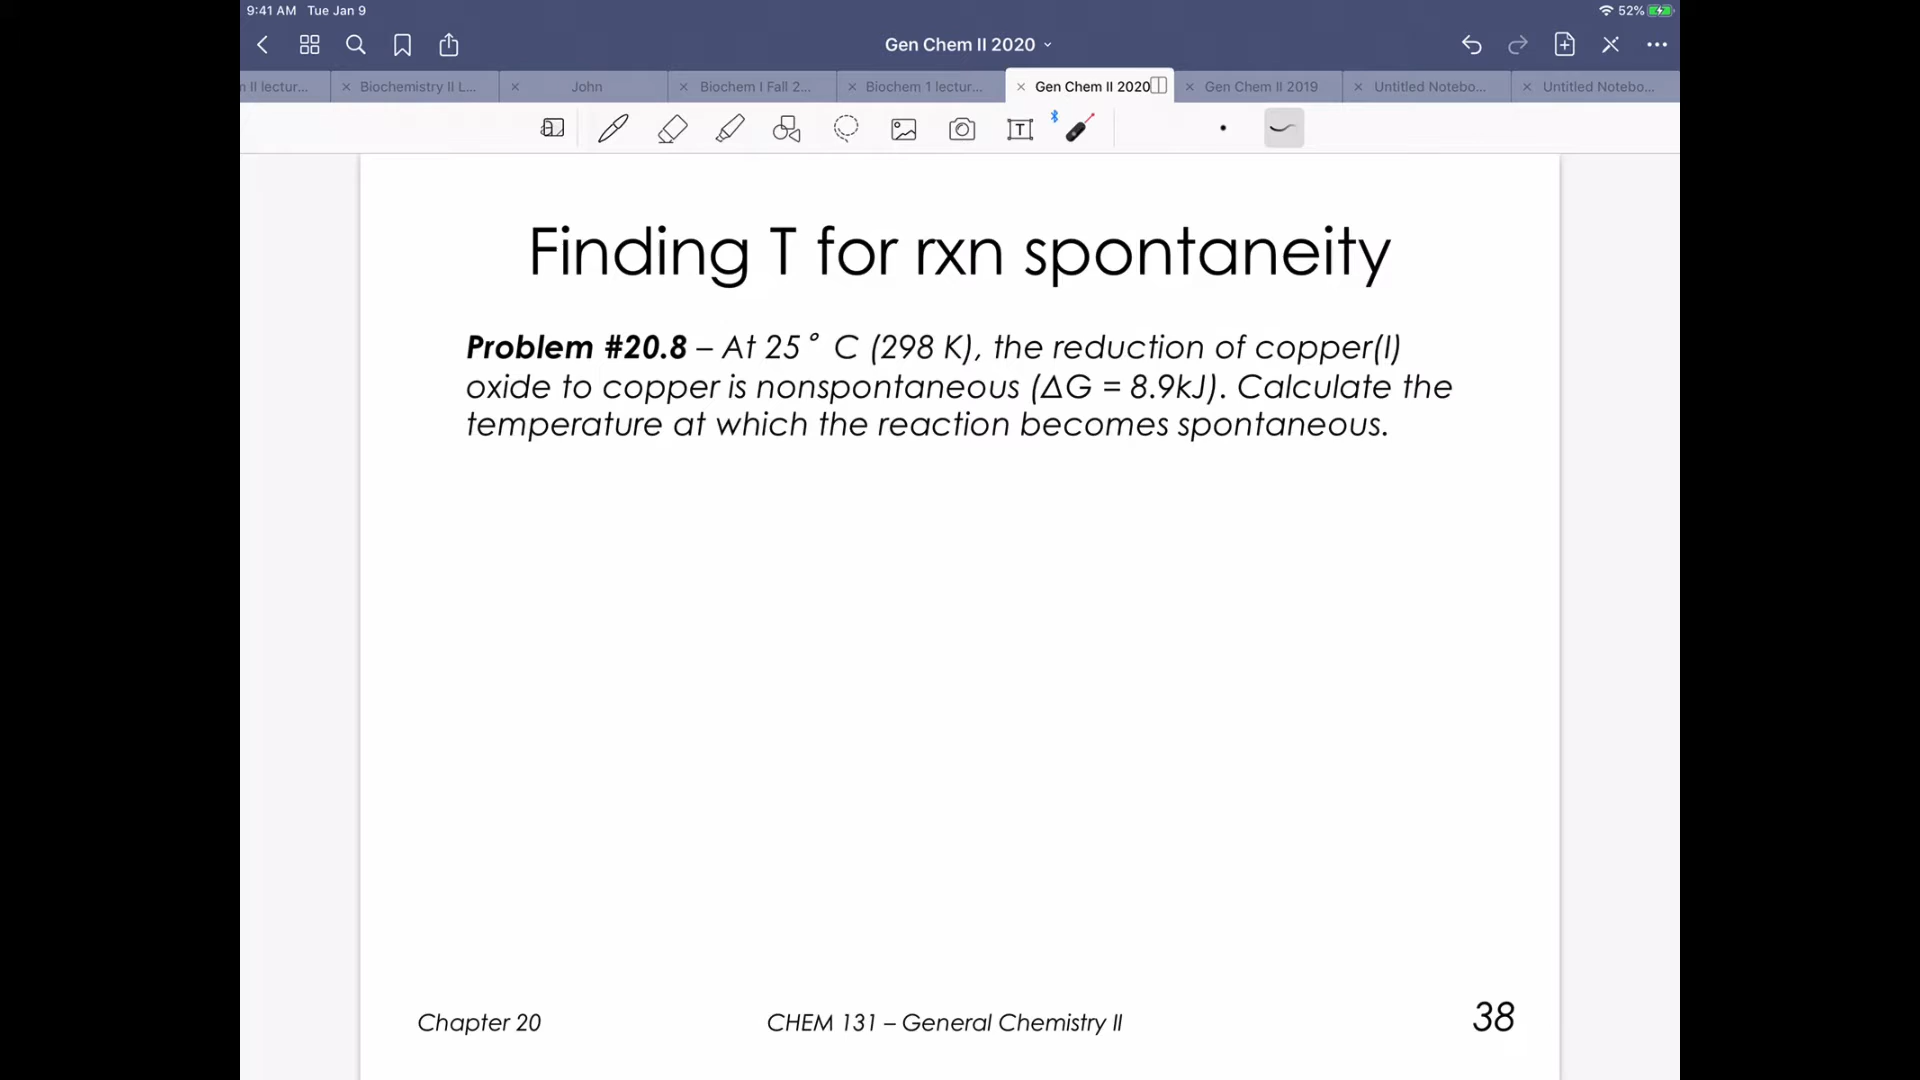 9:41 AM Tue Jan 9
52%
Gen Chem II 2020
n II lectur...
Biochemistry II L...
John
Biochem I Fall 2...
Biochem 1 lectur...
Gen Chem II 2020
Gen Chem II 2019
Untitled Notebo...
Untitled Notebo...
Finding T for rxn spontaneity
Problem #20.8 – At 25° C (298 K), the reduction of copper(I)
oxide to copper is nonspontaneous (ΔG = 8.9kJ). Calculate the
temperature at which the reaction becomes spontaneous.
Chapter 20
CHEM 131 – General Chemistry II
38